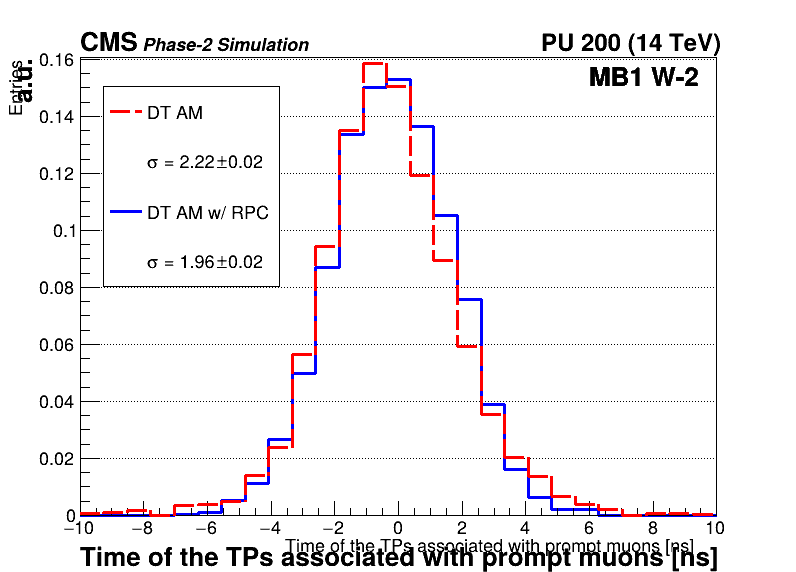 CMS Phase-2 Simulation PU 200 (14 TeV)
MB1 W-2
Entries
a.u.
DT AM
σ = 2.22±0.02
DT AM w/ RPC
σ = 1.96±0.02
0.16
0.14
0.12
0.1
0.08
0.06
0.04
0.02
0
−10 −8 −6 −4 −2 0 2 4 6 8 10
Time of the TPs associated with prompt muons [ns]
Time of the TPs associated with prompt muons [ns]